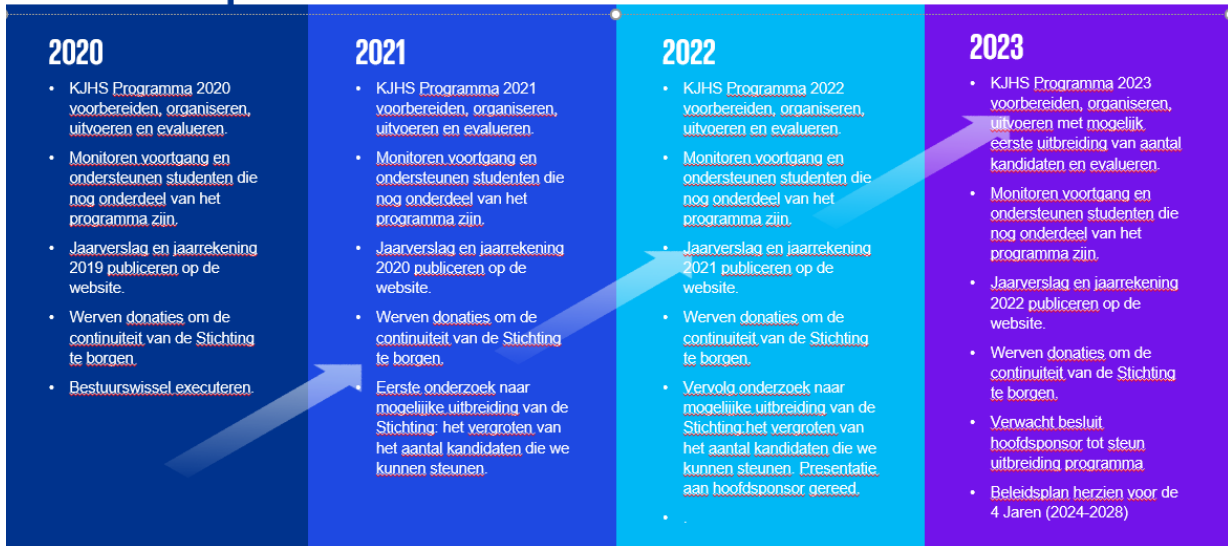 2020
• KJHS Programma 2020
voorbereiden, organiseren,
uitvoeren en evalueren.
• Monitoren voortgang en
ondersteunen studenten die
nog onderdeel van het
programma zijn.
• Jaarverslag en jaarrekening
2019 publiceren op de
website.
• Werven donaties om de
continuiteit van de Stichting
te borgen.
• Bestuurswissel executeren.
2021
• KJHS Programma 2021
voorbereiden, organiseren,
uitvoeren en evalueren.
• Monitoren voortgang en
ondersteunen studenten die
nog onderdeel van het
programma zijn.
• Jaarverslag en jaarrekening
2020 publiceren op de
website.
• Werven donaties om de
continuiteit van de Stichting
te borgen.
• Eerste onderzoek naar
mogelijke uitbreiding van de
Stichting: het vergroten van
het aantal kandidaten die we
kunnen steunen.
2022
• KJHS Programma 2022
voorbereiden, organiseren,
uitvoeren en evalueren.
• Monitoren voortgang en
ondersteunen studenten die
nog onderdeel van het
programma zijn.
• Jaarverslag en jaarrekening
2021 publiceren op de
website.
• Werven donaties om de
continuiteit van de Stichting
te borgen.
• Vervolg onderzoek naar
mogelijke uitbreiding van de
Stichting:het vergroten van
het aantal kandidaten die we
kunnen steunen. Presentatie
aan hoofdsponsor gereed.
• .
2023
• KJHS Programma 2023
voorbereiden, organiseren,
uitvoeren met mogelijk
eerste uitbreiding van aantal
kandidaten en evalueren.
• Monitoren voortgang en
ondersteunen studenten die
nog onderdeel van het
programma zijn.
• Jaarverslag en jaarrekening
2022 publiceren op de
website.
• Werven donaties om de
continuiteit van de Stichting
te borgen.
• Verwacht besluit
hoofdsponsor tot steun
uitbreiding programma
• Beleidsplan herzien voor de
4 Jaren (2024-2028)